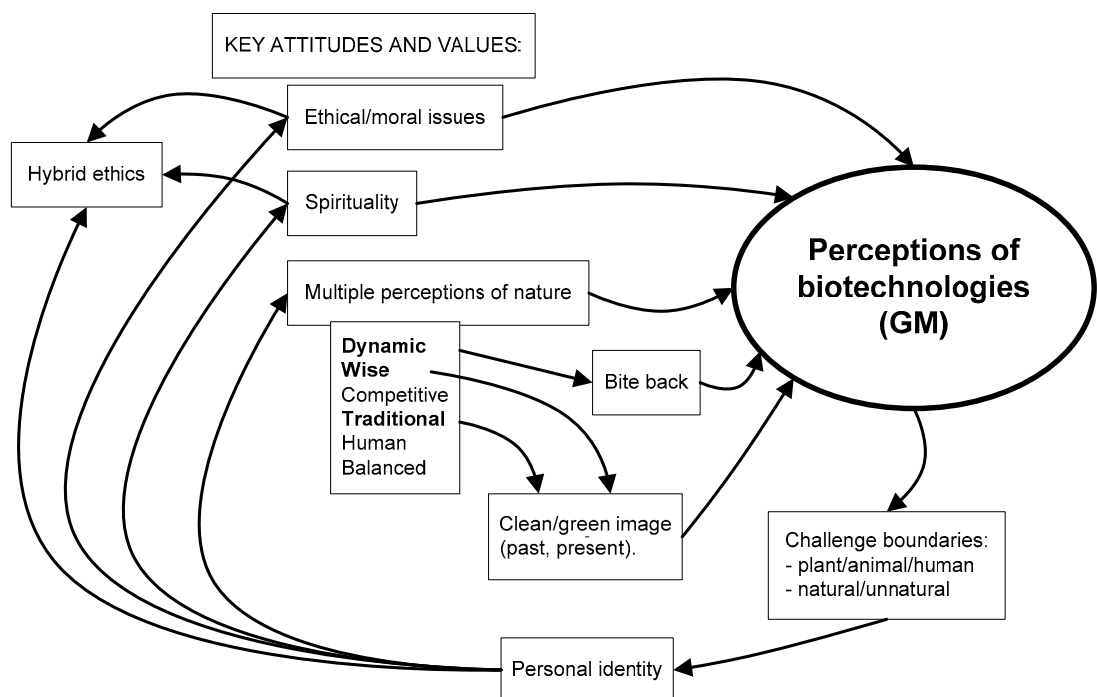 KEY ATTITUDES AND VALUES:
Ethical/moral issues
Hybrid ethics
Spirituality
Perceptions of
biotechnologies
(GM)
Multiple perceptions of nature
Dynamic
Wise
Competitive
Traditional
Human
Balanced
Bite back
Clean/green image
(past, present).
Challenge boundaries:
- plant/animal/human
- natural/unnatural
Personal identity